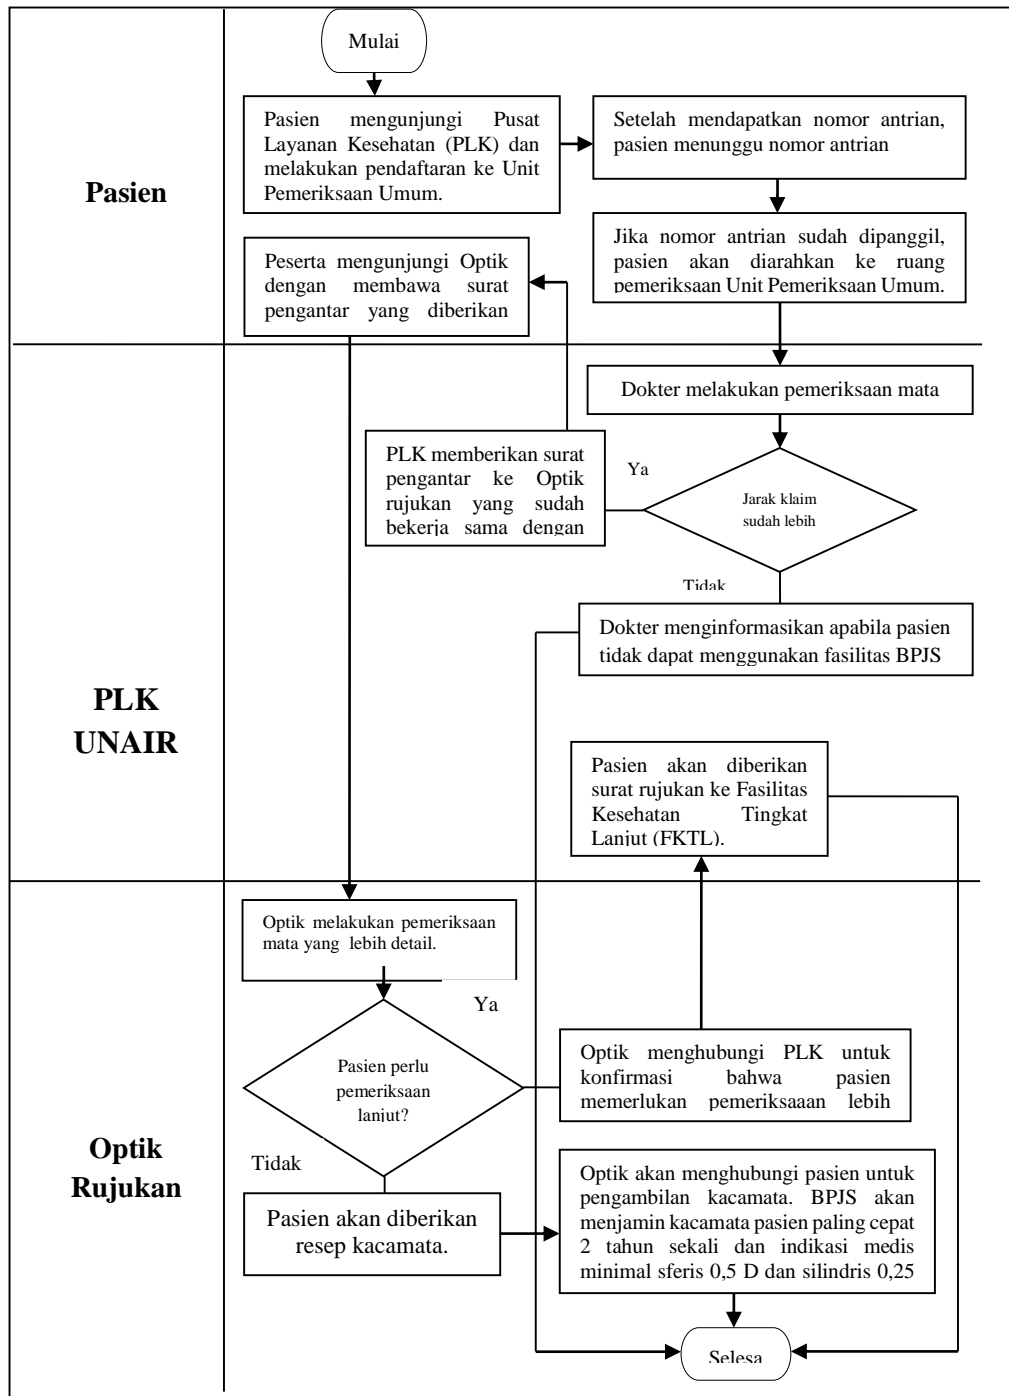 Mulai
Pasien
Pasien mengunjungi Pusat
Layanan Kesehatan (PLK) dan
melakukan pendaftaran ke Unit
Pemeriksaan Umum.
Setelah mendapatkan nomor antrian,
pasien menunggu nomor antrian
Jika nomor antrian sudah dipanggil,
pasien akan diarahkan ke ruang
pemeriksaan Unit Pemeriksaan Umum.
Peserta mengunjungi Optik
dengan membawa surat
pengantar yang diberikan
PLK
UNAIR
Dokter melakukan pemeriksaan mata
Jarak klaim
sudah lebih
Ya
PLK memberikan surat
pengantar ke Optik
rujukan yang sudah
bekerja sama dengan
Tidak
Dokter menginformasikan apabila pasien
tidak dapat menggunakan fasilitas BPJS
Pasien akan diberikan
surat rujukan ke Fasilitas
Kesehatan Tingkat
Lanjut (FKTL).
Optik
Rujukan
Optik melakukan pemeriksaan
mata yang lebih detail.
Ya
Pasien perlu
pemeriksaan
lanjut?
Optik menghubungi PLK untuk
konfirmasi bahwa pasien
memerlukan pemeriksaaan lebih
Tidak
Pasien akan diberikan
resep kacamata.
Optik akan menghubungi pasien untuk
pengambilan kacamata. BPJS akan
menjamin kacamata pasien paling cepat
2 tahun sekali dan indikasi medis
minimal sferis 0,5 D dan silindris 0,25
Selesa